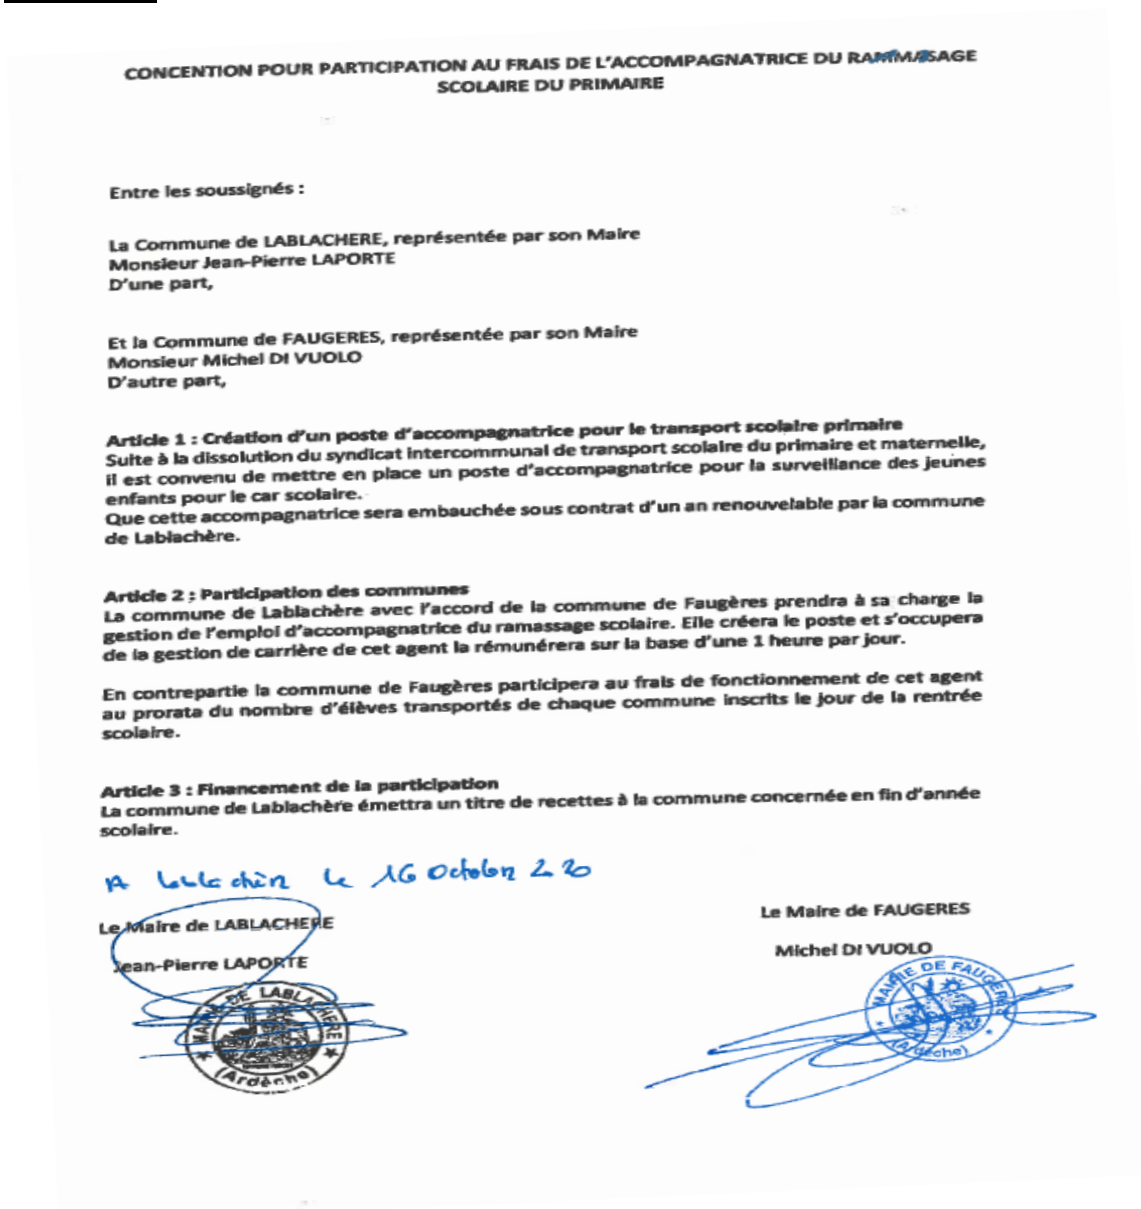 CONCENTION POUR PARTICIPATION AU FRAIS DE L'ACCOMPAGNATRICE DU RAMMASAGE
SCOLAIRE DU PRIMAIRE
Entre les soussignés :
La Commune de LABLACHERE, représentée par son Maire
Monsieur Jean-Pierre LAPORTE
D'une part,
Et la Commune de FAUGERES, représentée par son Maire
Monsieur Michel DI VUOLO
D'autre part,
Article 1 : Création d'un poste d'accompagnatrice pour le transport scolaire primaire
Suite à la dissolution du syndicat intercommunal de transport scolaire du primaire et maternelle,
il est convenu de mettre en place un poste d'accompagnatrice pour la surveillance des jeunes
enfants pour le car scolaire.
Que cette accompagnatrice sera embauchée sous contrat d'un an renouvelable par la commune
de Lablachère.
Article 2 : Participation des communes
La commune de Lablachère avec l'accord de la commune de Faugères prendra à sa charge la
gestion de l'emploi d'accompagnatrice du ramassage scolaire. Elle créera le poste et s'occupera
de la gestion de carrière de cet agent la rémunérera sur la base d'une 1 heure par jour.
En contrepartie la commune de Faugères participera au frais de fonctionnement de cet agent
au prorata du nombre d'élèves transportés de chaque commune inscrits le jour de la rentrée
scolaire.
Article 3 : Financement de la participation
La commune de Lablachère émettra un titre de recettes à la commune concernée en fin d'année
scolaire.
A Lablachère le 16 Octobre 2020
Le Maire de LABLACHERE
Le Maire de FAUGERES
Jean-Pierre LAPORTE
Michel DI VUOLO
MAIRIE DE LABLACHERE
(Ardèche)
MAIRIE DE FAUGERES
(Ardèche)